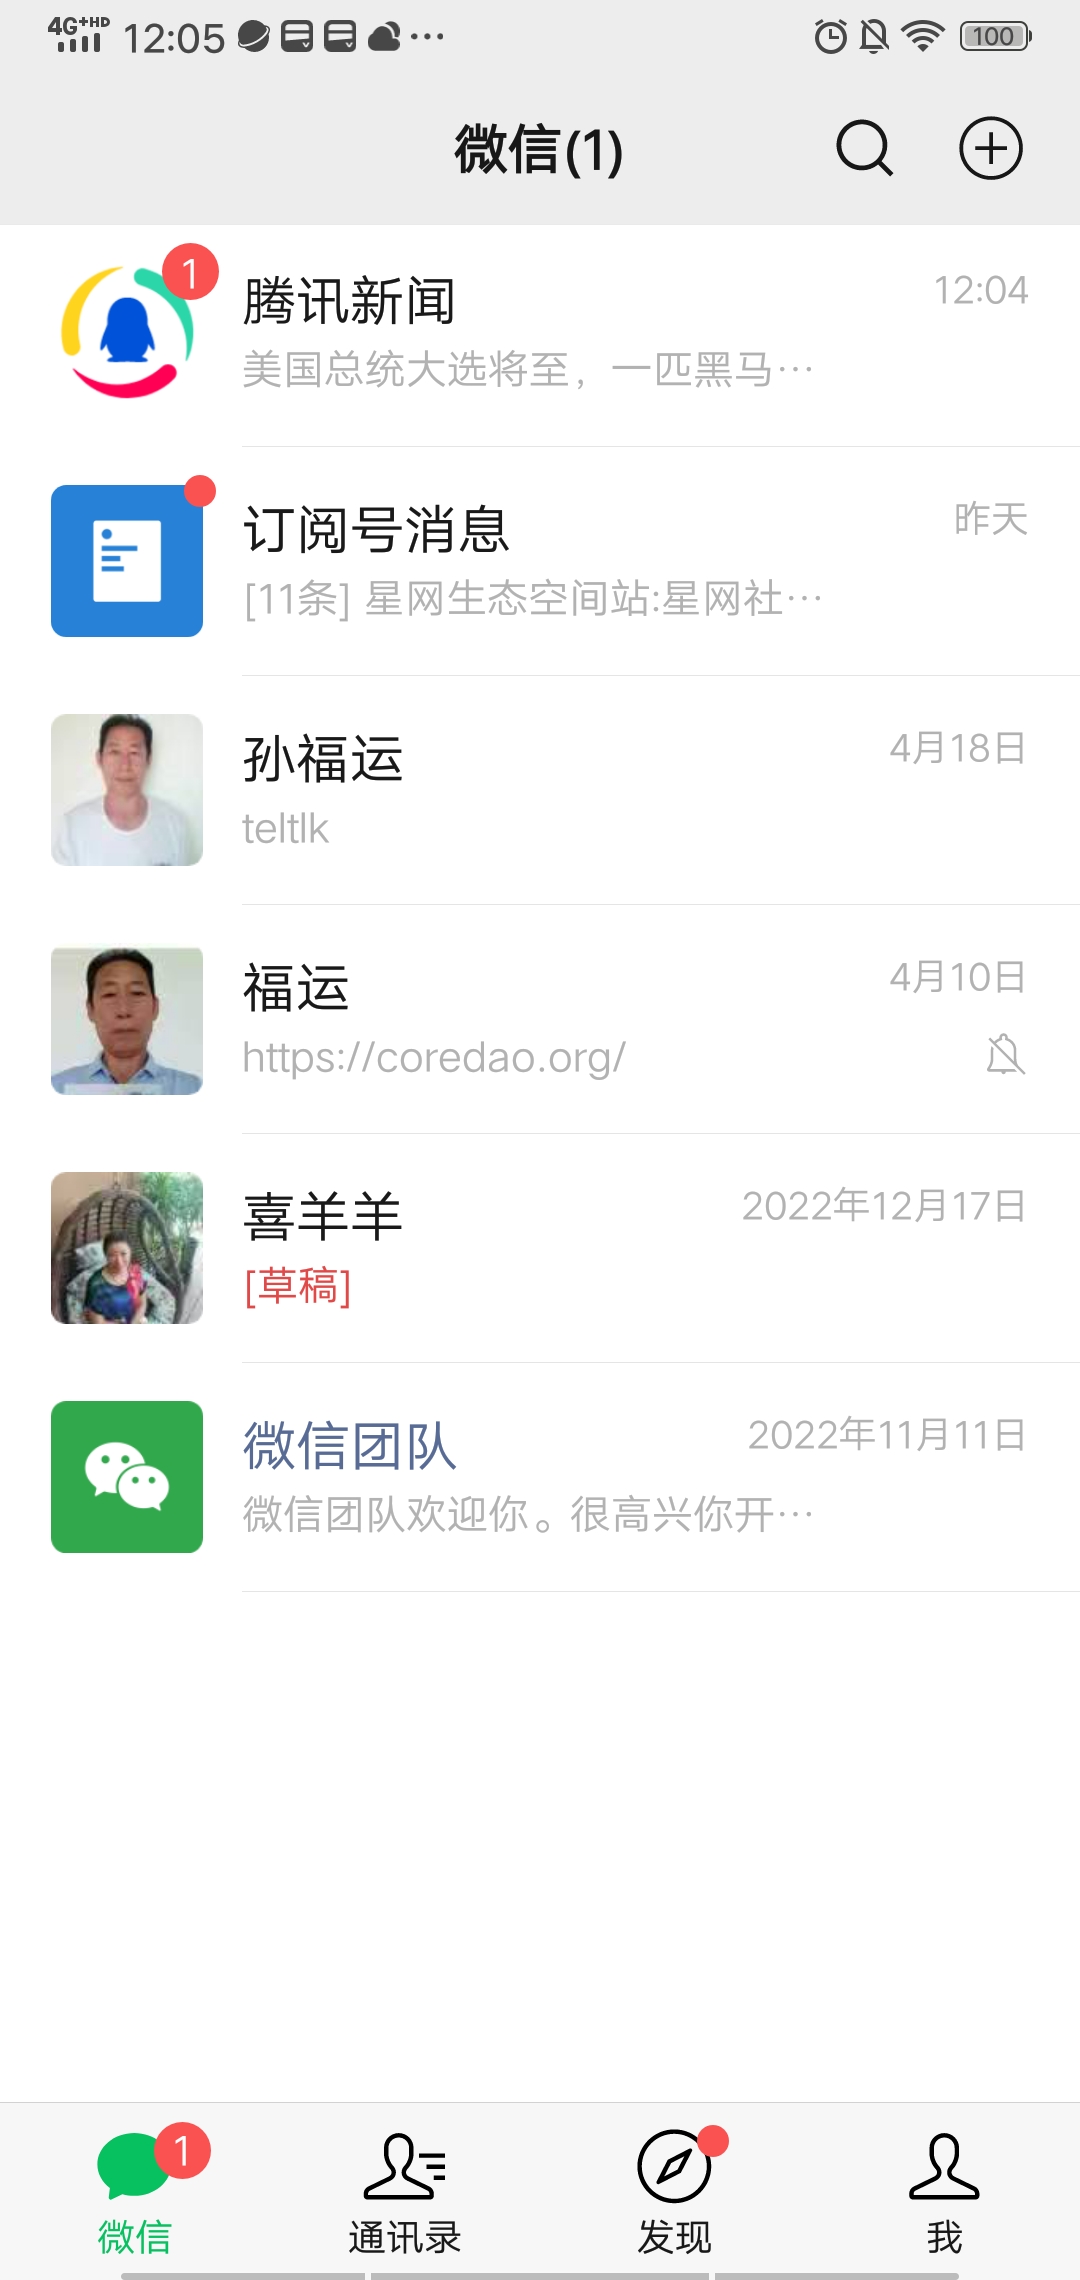 4G+HD 12:05 100
微信(1)
1
腾讯新闻 12:04
美国总统大选将至，一匹黑马…
订阅号消息 昨天
[11条] 星网生态空间站:星网社…
孙福运 4月18日
teltlk
福运 4月10日
https://coredao.org/
喜羊羊 2022年12月17日
[草稿]
微信团队 2022年11月11日
微信团队欢迎你。很高兴你开…
1
微信 通讯录 发现 我